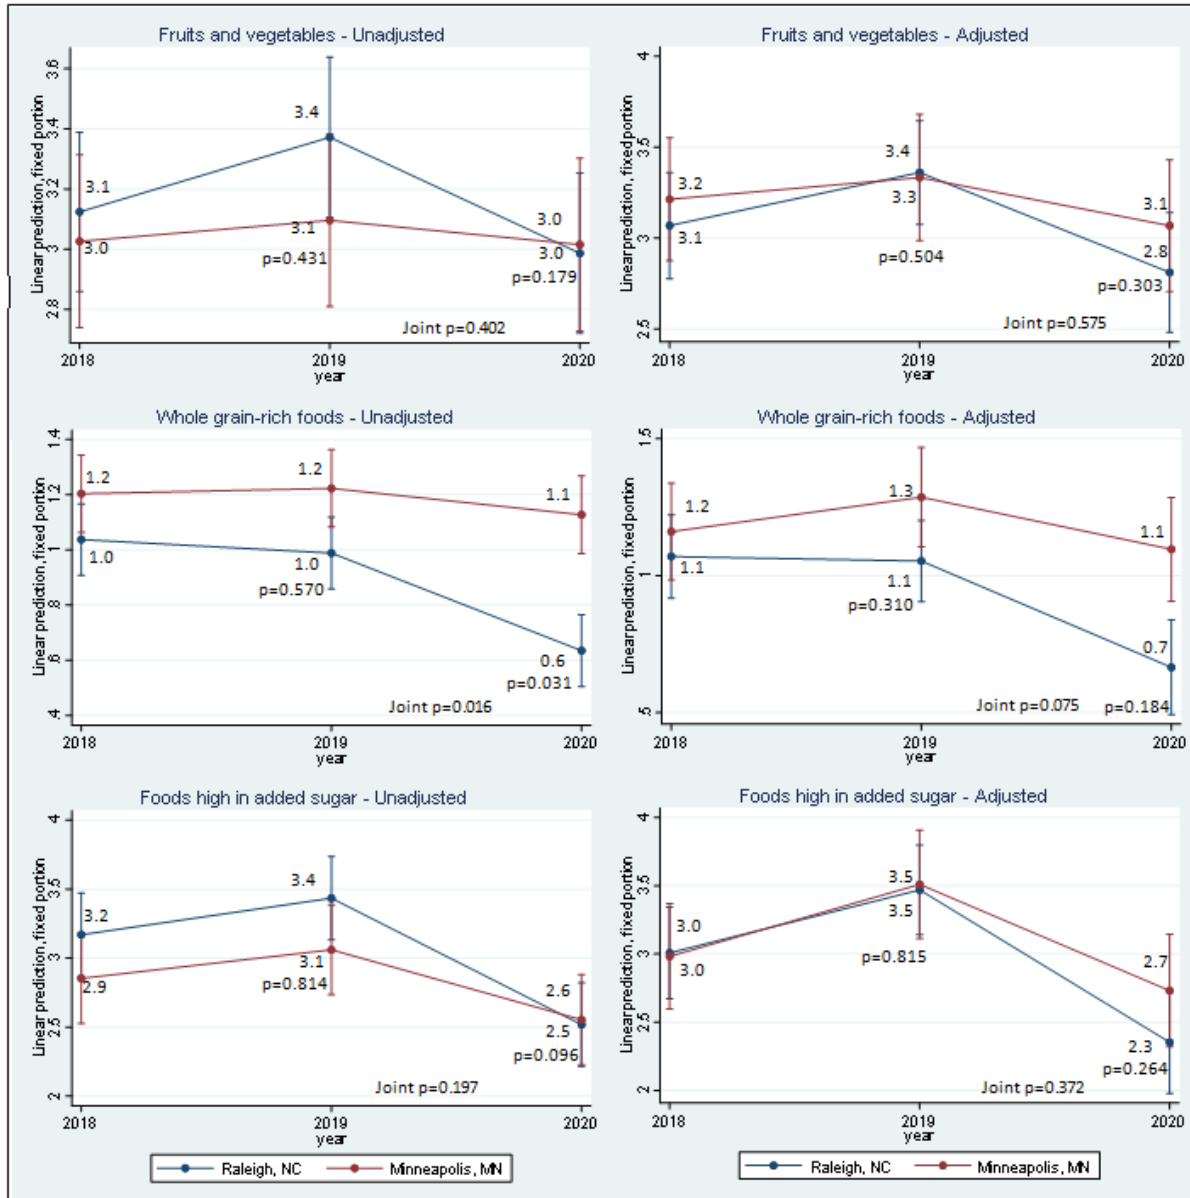 Fruits and vegetables - Unadjusted
Linear prediction, fixed portion
3.6
3.4
3.2
3
2.8
3.1
3.0
3.4
3.1
p=0.431
3.0
3.0
p=0.179
Joint p=0.402
2018
2019
2020
year
Fruits and vegetables - Adjusted
Linear prediction, fixed portion
4
3.5
3
2.5
3.2
3.1
3.4
3.3
p=0.504
3.1
2.8
p=0.303
Joint p=0.575
2018
2019
2020
year
Whole grain-rich foods - Unadjusted
Linear prediction, fixed portion
1.4
1.2
1
.8
.6
.4
1.2
1.0
1.2
1.0
p=0.570
1.1
0.6
p=0.031
Joint p=0.016
2018
2019
2020
year
Whole grain-rich foods - Adjusted
Linear prediction, fixed portion
1.5
1
.5
1.2
1.1
1.3
1.1
p=0.310
1.1
0.7
p=0.184
Joint p=0.075
2018
2019
2020
year
Foods high in added sugar - Unadjusted
Linear prediction, fixed portion
4
3.5
3
2.5
2
3.2
2.9
3.4
3.1
p=0.814
2.6
2.5
p=0.096
Joint p=0.197
2018
2019
2020
year
Foods high in added sugar - Adjusted
Linear prediction, fixed portion
4
3.5
3
2.5
2
3.0
3.0
3.5
3.5
p=0.815
2.7
2.3
p=0.264
Joint p=0.372
2018
2019
2020
year
Raleigh, NC
Minneapolis, MN
Raleigh, NC
Minneapolis, MN